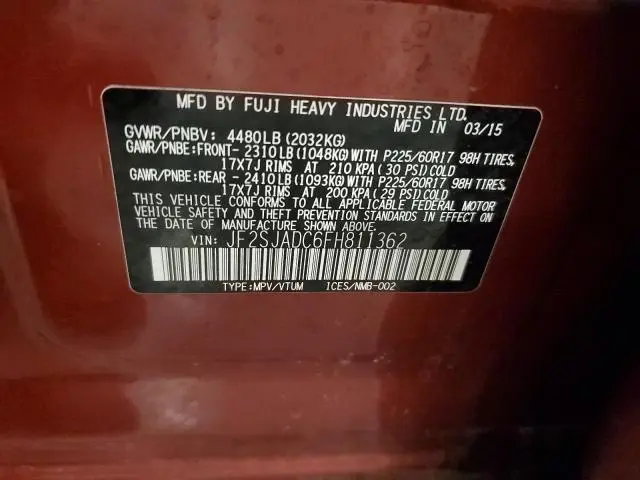 MFD BY FUJI HEAVY INDUSTRIES LTD.
MFD IN 03/15
GVWR/PNBV: 4480LB(2032KG)
GAWR/PNBE:FRONT- 2310LB(1048KG)WITH P225/60R17 98H TIRES,
17X7J RIMS AT 210 KPA(30 PSI)COLD
GAWR/PNBE:REAR - 2410LB(1093KG)WITH P225/60R17 98H TIRES,
17X7J RIMS AT 200 KPA(29 PSI)COLD
THIS VEHICLE CONFORMS TO ALL APPLICABLE FEDERAL MOTOR
VEHICLE SAFETY AND THEFT PREVENTION STANDARDS IN EFFECT ON
THE DATE OF MANUFACTURE SHOWN ABOVE.
VIN: JF2SJADC6FH811362
TYPE:MPV/VTUM ICES/NMB-002